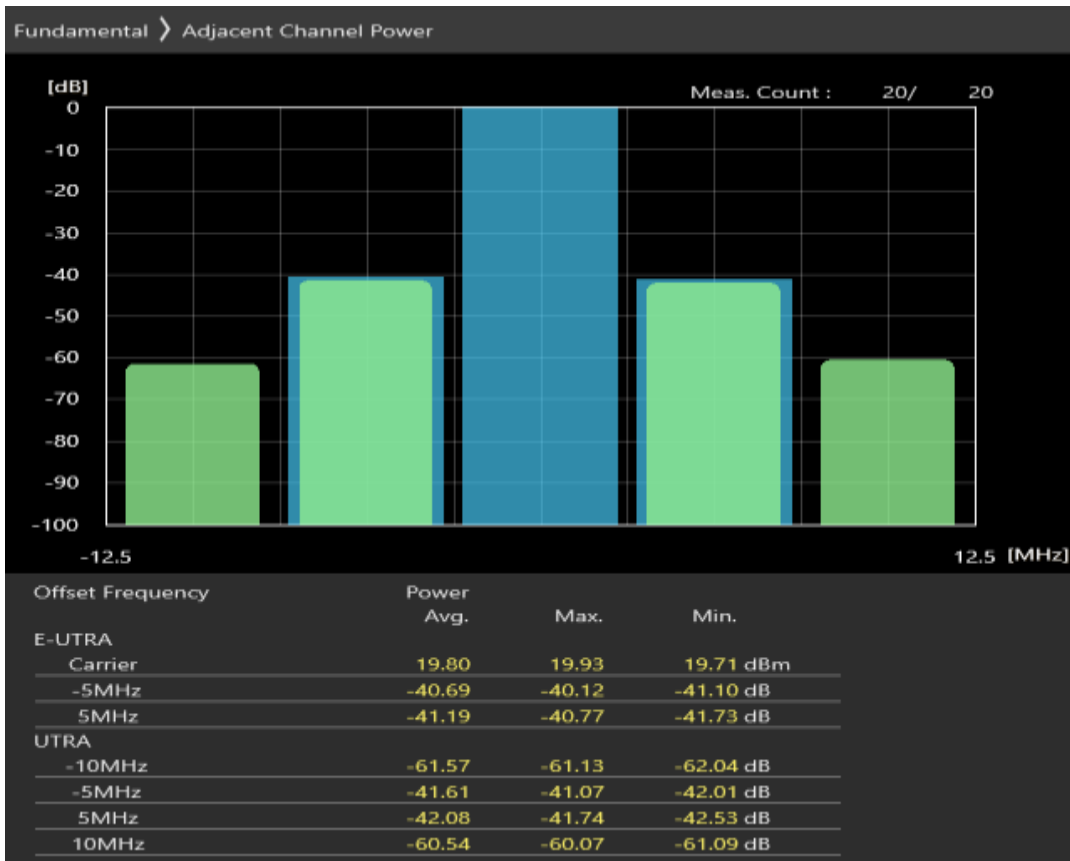 Fundamental ❯ Adjacent Channel Power
[dB]
Meas. Count : 20/ 20
0
-10
-20
-30
-40
-50
-60
-70
-80
-90
-100
-12.5 12.5 [MHz]
Offset Frequency Power
Avg. Max. Min.
E-UTRA
Carrier 19.80 19.93 19.71 dBm
-5MHz -40.69 -40.12 -41.10 dB
5MHz -41.19 -40.77 -41.73 dB
UTRA
-10MHz -61.57 -61.13 -62.04 dB
-5MHz -41.61 -41.07 -42.01 dB
5MHz -42.08 -41.74 -42.53 dB
10MHz -60.54 -60.07 -61.09 dB